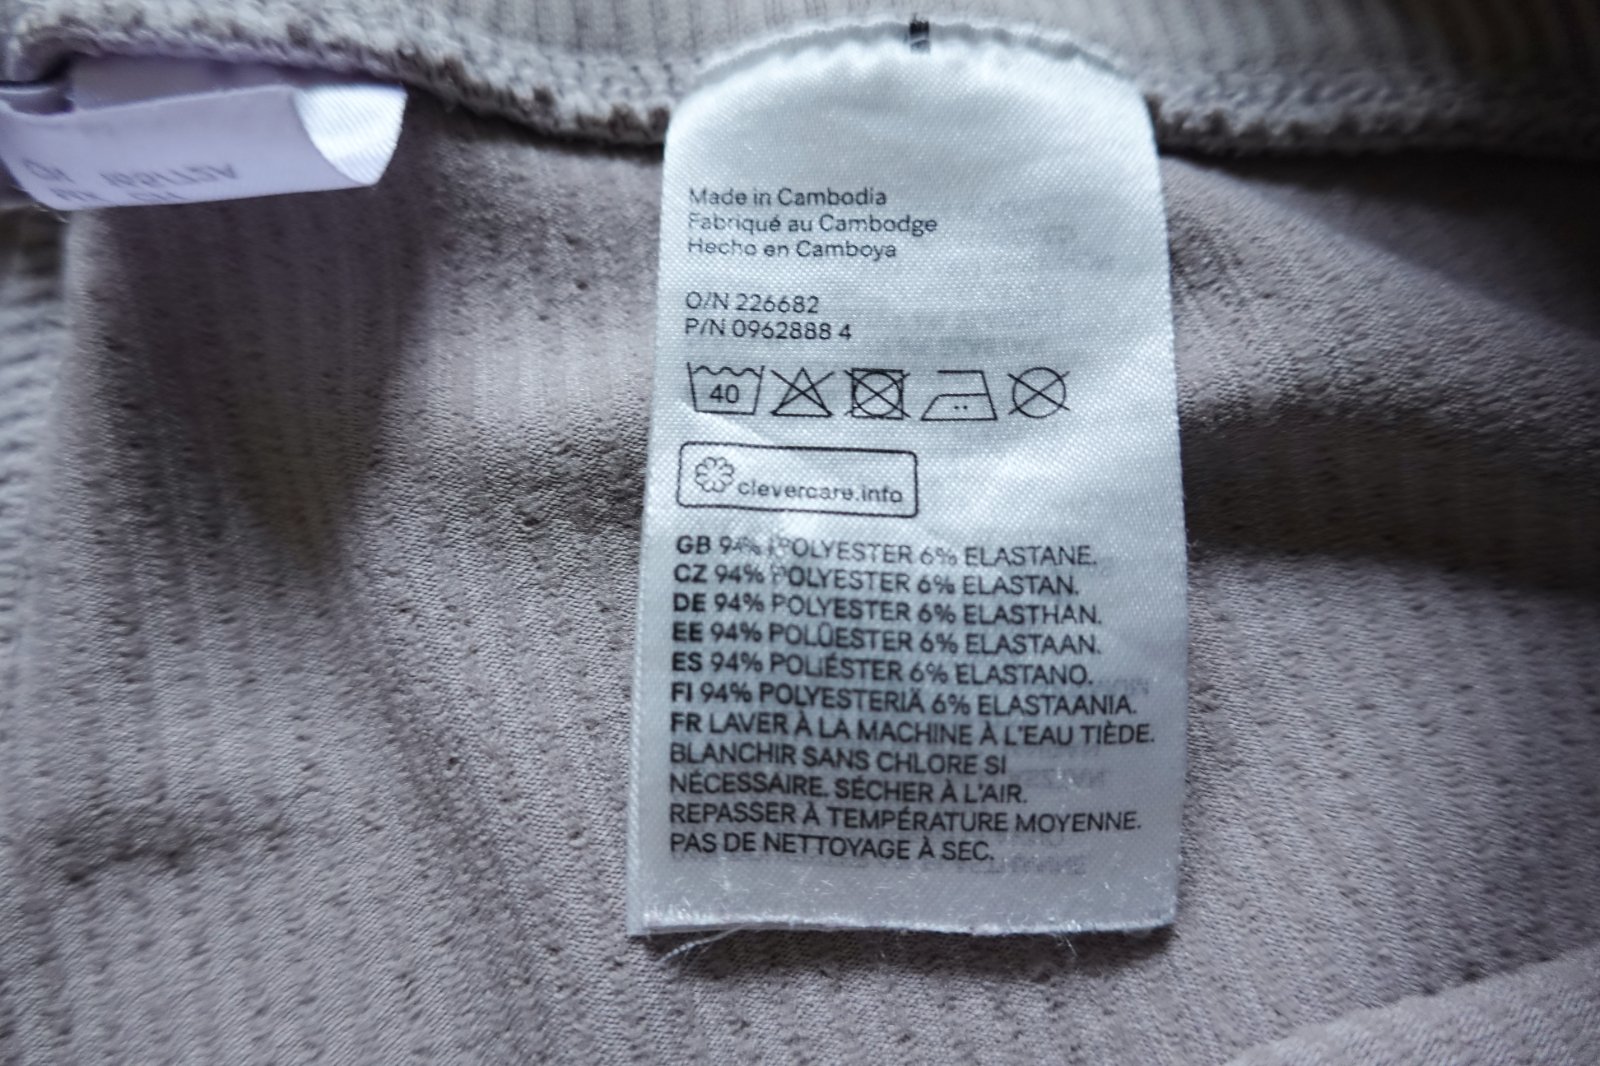 Made in Cambodia
Fabriqué au Cambodge
Hecho en Camboya
O/N 226682
P/N 0962888 4
40
clevercare.info
GB 94% POLYESTER 6% ELASTANE.
CZ 94% POLYESTER 6% ELASTAN.
DE 94% POLYESTER 6% ELASTHAN.
EE 94% POLÜESTER 6% ELASTAAN.
ES 94% POLIÉSTER 6% ELASTANO.
FI 94% POLYESTERIÄ 6% ELASTAANIA.
FR LAVER À LA MACHINE À L'EAU TIÈDE.
BLANCHIR SANS CHLORE SI
NÉCESSAIRE. SÉCHER À L'AIR.
REPASSER À TEMPÉRATURE MOYENNE.
PAS DE NETTOYAGE À SEC.